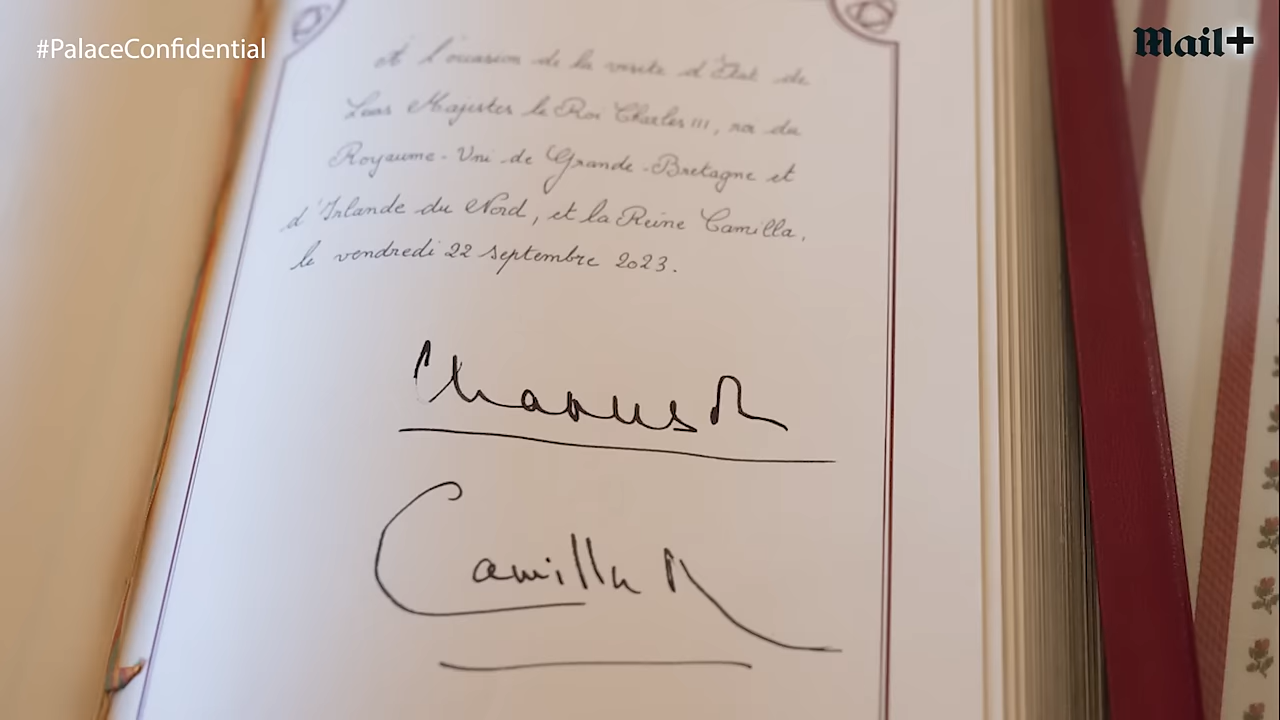 #PalaceConfidential
Mail+
A l'occasion de la visite d'État de
Leurs Majestés le Roi Charles III, roi du
Royaume-Uni de Grande-Bretagne et
d'Irlande du Nord, et la Reine Camilla,
le vendredi 22 septembre 2023.
Charles R
Camilla R